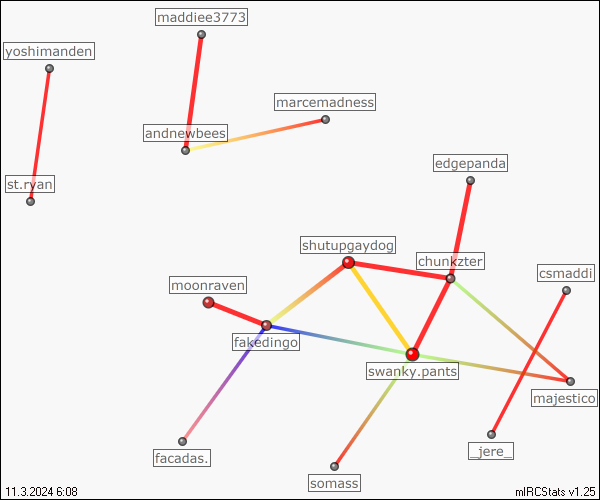 maddiee3773
yoshimanden
marcemadness
andnewbees
edgepanda
st.ryan
shutupgaydog
chunkzter
csmaddi
moonraven
fakedingo
swanky.pants
majestico
_jere_
facadas.
somass
11.3.2024 6:08
mIRCStats v1.25